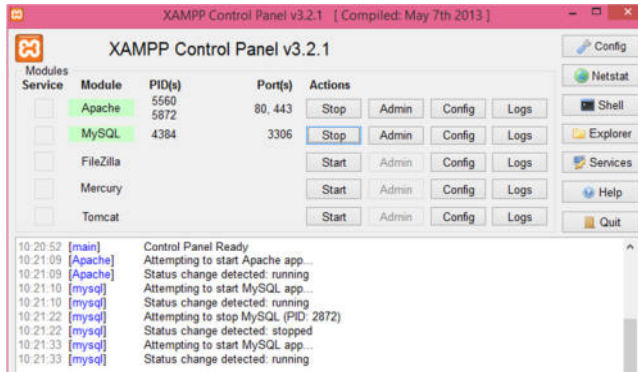 XAMPP Control Panel v3.2.1 [ Compiled: May 7th 2013 ]
XAMPP Control Panel v3.2.1
Config
Modules
Service Module PID(s) Port(s) Actions
Netstat
Apache 5560 5872 80, 443 Stop Admin Config Logs
Shell
MySQL 4384 3306 Stop Admin Config Logs
Explorer
FileZilla Start Admin Config Logs
Services
Mercury Start Admin Config Logs
Help
Tomcat Start Admin Config Logs
Quit
10:20:52 [main] Control Panel Ready
10:21:09 [Apache] Attempting to start Apache app...
10:21:09 [Apache] Status change detected: running
10:21:10 [mysql] Attempting to start MySQL app...
10:21:10 [mysql] Status change detected: running
10:21:22 [mysql] Attempting to stop MySQL (PID: 2872)
10:21:22 [mysql] Status change detected: stopped
10:21:33 [mysql] Attempting to start MySQL app...
10:21:33 [mysql] Status change detected: running